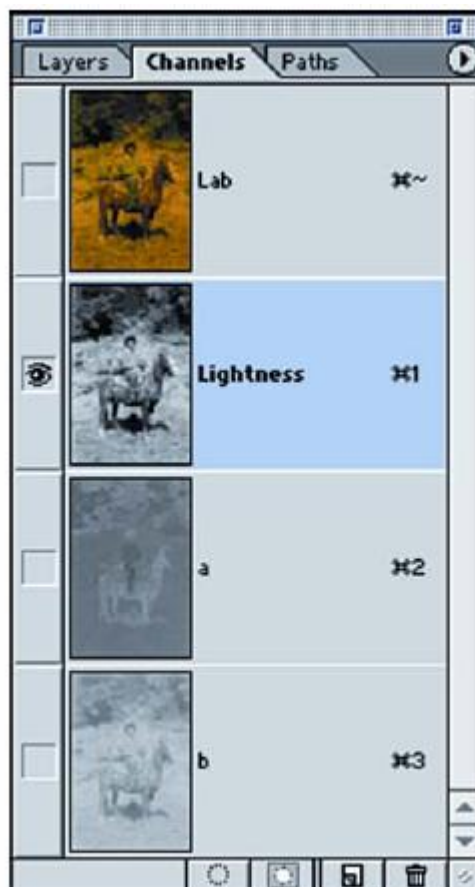 Layers Channels Paths
Lab ⌘~
Lightness ⌘1
a ⌘2
b ⌘3